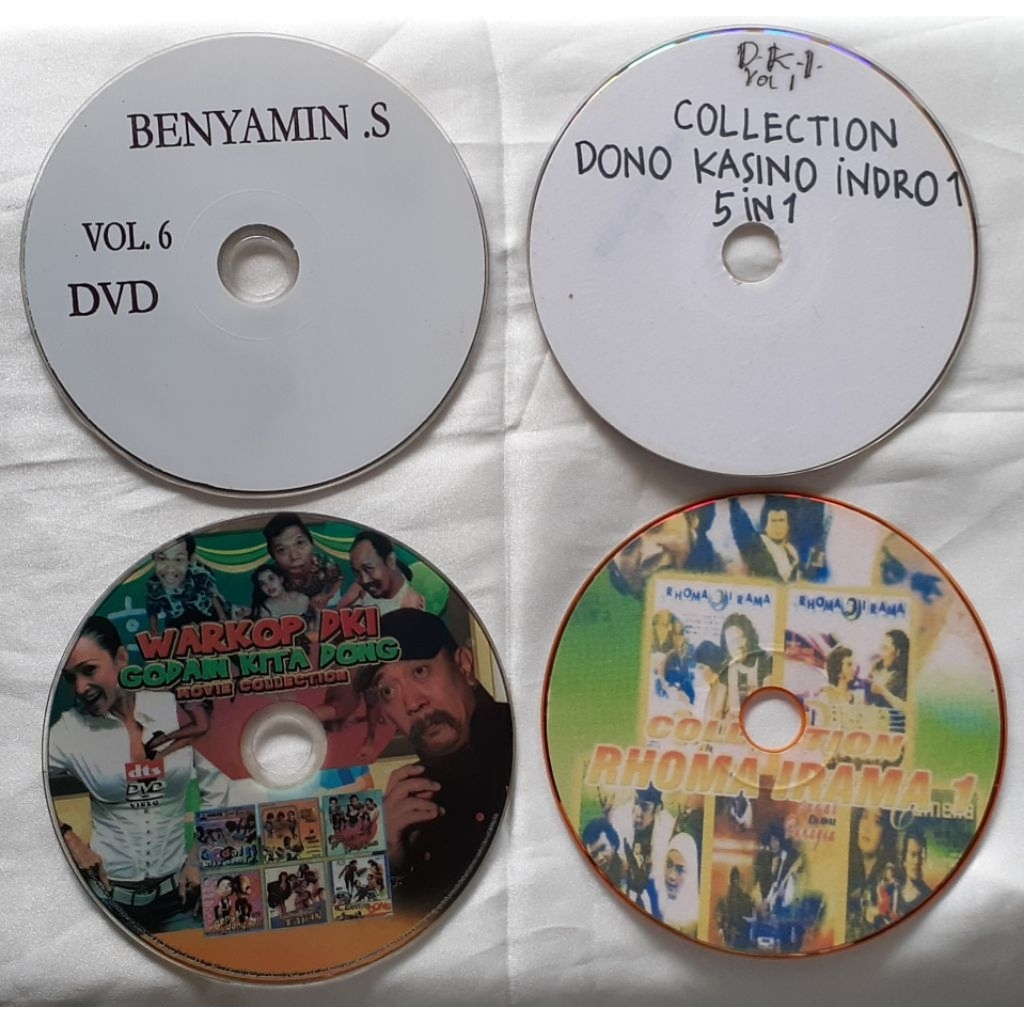 BENYAMIN .S
VOL. 6
DVD
D.K.I.
VOL 1
COLLECTION
DONO KASINO iNDRO 1
5 iN 1
WARKOP DKI
GODAIN KITA DONG
MOVIE COLLECTION
dts
DVD
VIDEO
RHOMA IRAMA
RHOMA IRAMA
COLLECTION
RHOMA IRAMA 1
Camelia